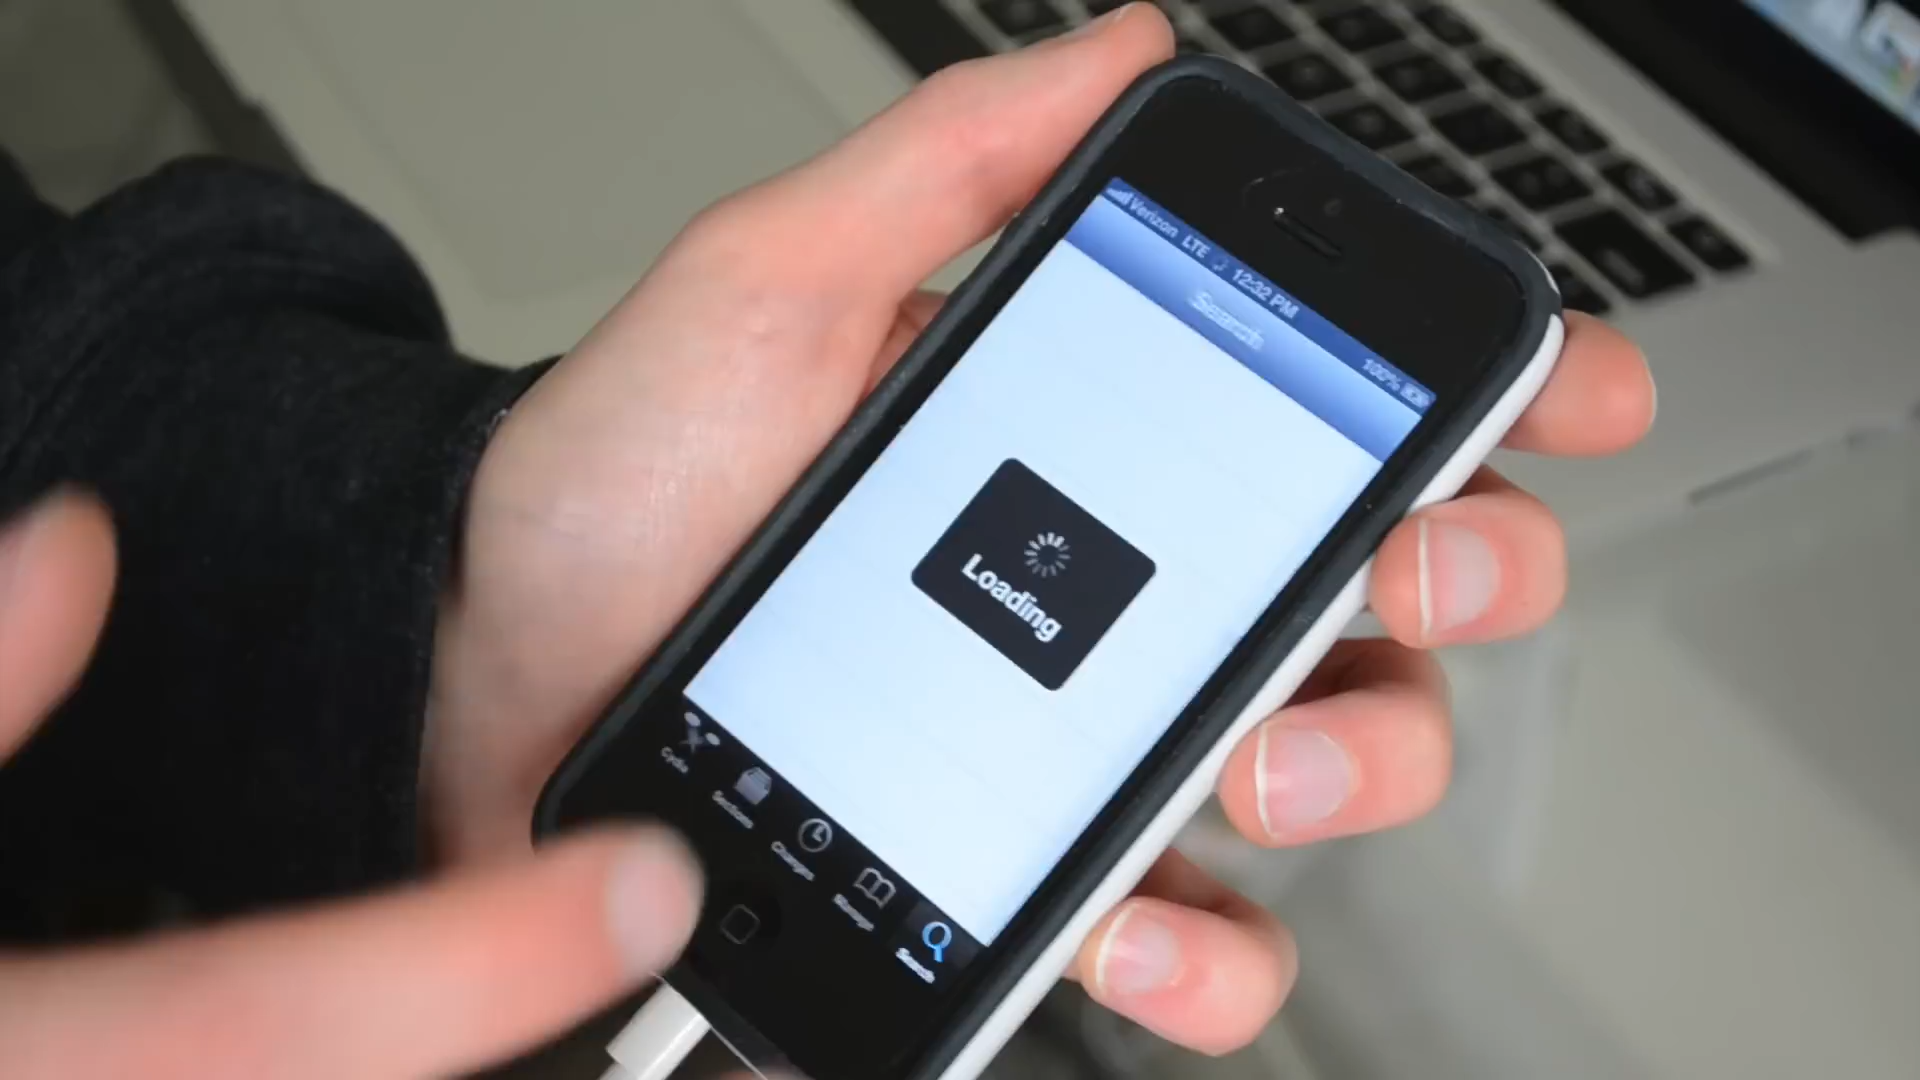 Verizon LTE 12:32 PM 100%
Search
Loading
Cydia
Sections
Changes
Manage
Search